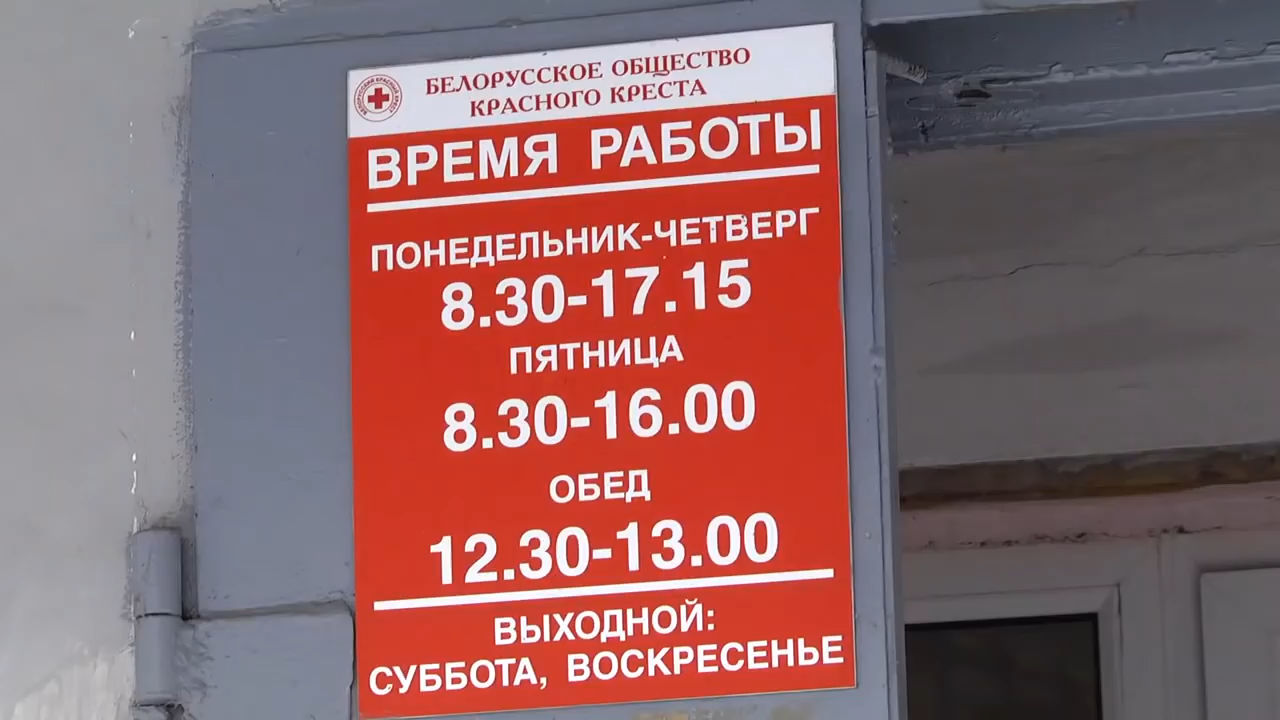 БЕЛОРУССКОЕ ОБЩЕСТВО
КРАСНОГО КРЕСТА
ВРЕМЯ РАБОТЫ
ПОНЕДЕЛЬНИК-ЧЕТВЕРГ
8.30-17.15
ПЯТНИЦА
8.30-16.00
ОБЕД
12.30-13.00
ВЫХОДНОЙ:
СУББОТА, ВОСКРЕСЕНЬЕ